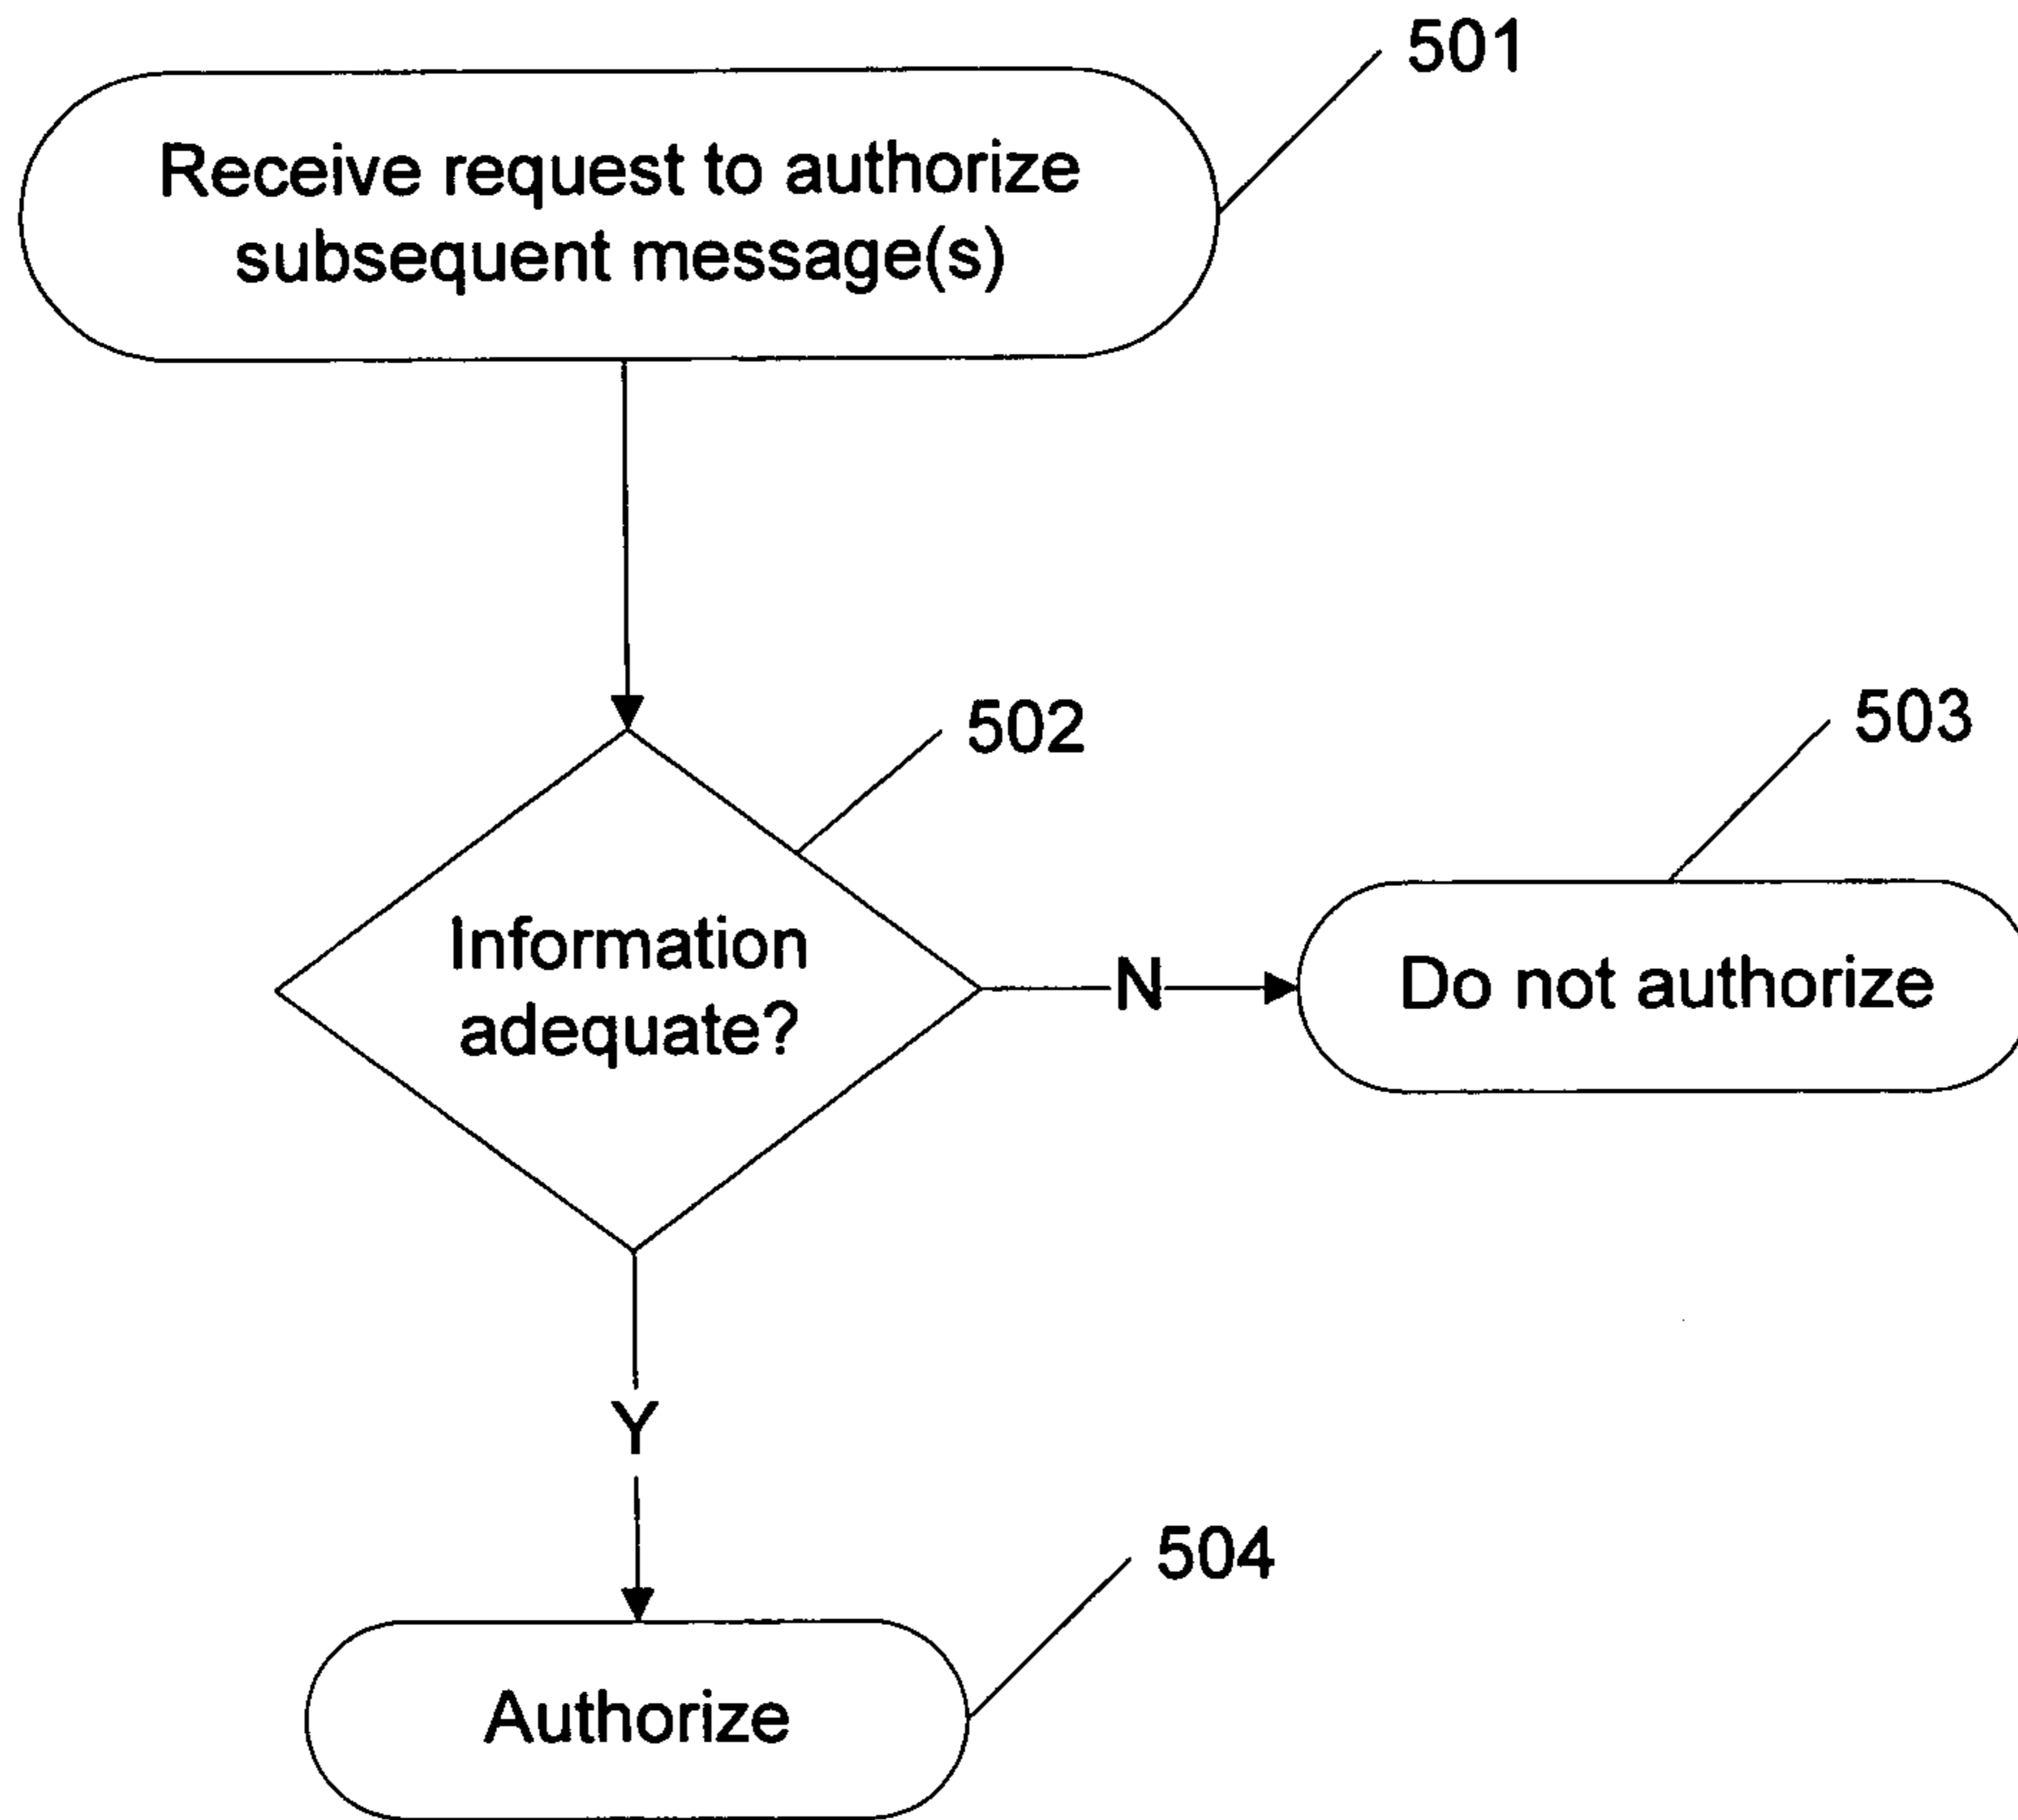 501
Receive request to authorize
subsequent message(s)
502
503
Information
adequate?
N
Do not authorize
Y
504
Authorize